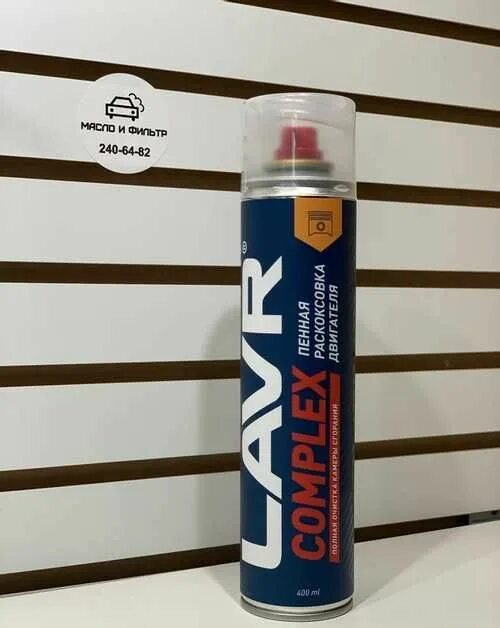 МАСЛО И ФИЛЬТР
240-64-82
LAVR®
COMPLEX
ПЕННАЯ
РАСКОКСОВКА
ДВИГАТЕЛЯ
ПОЛНАЯ ОЧИСТКА КАМЕРЫ СГОРАНИЯ
400 ml